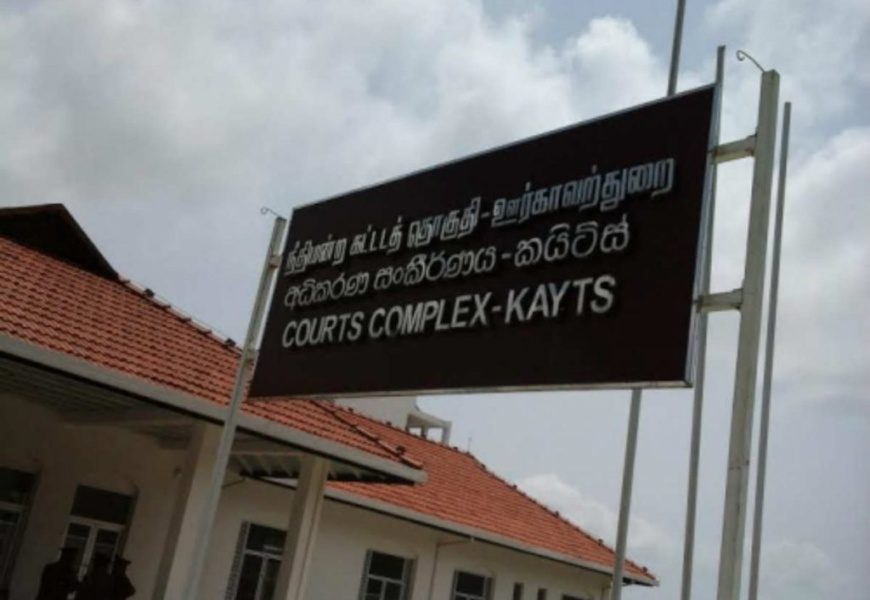 நீதிமன்ற கட்டடத் தொகுதி-ஊர்காவற்துறை
අධිකරණ සංකීර්ණය-කයිට්ස්
COURTS COMPLEX-KAYTS